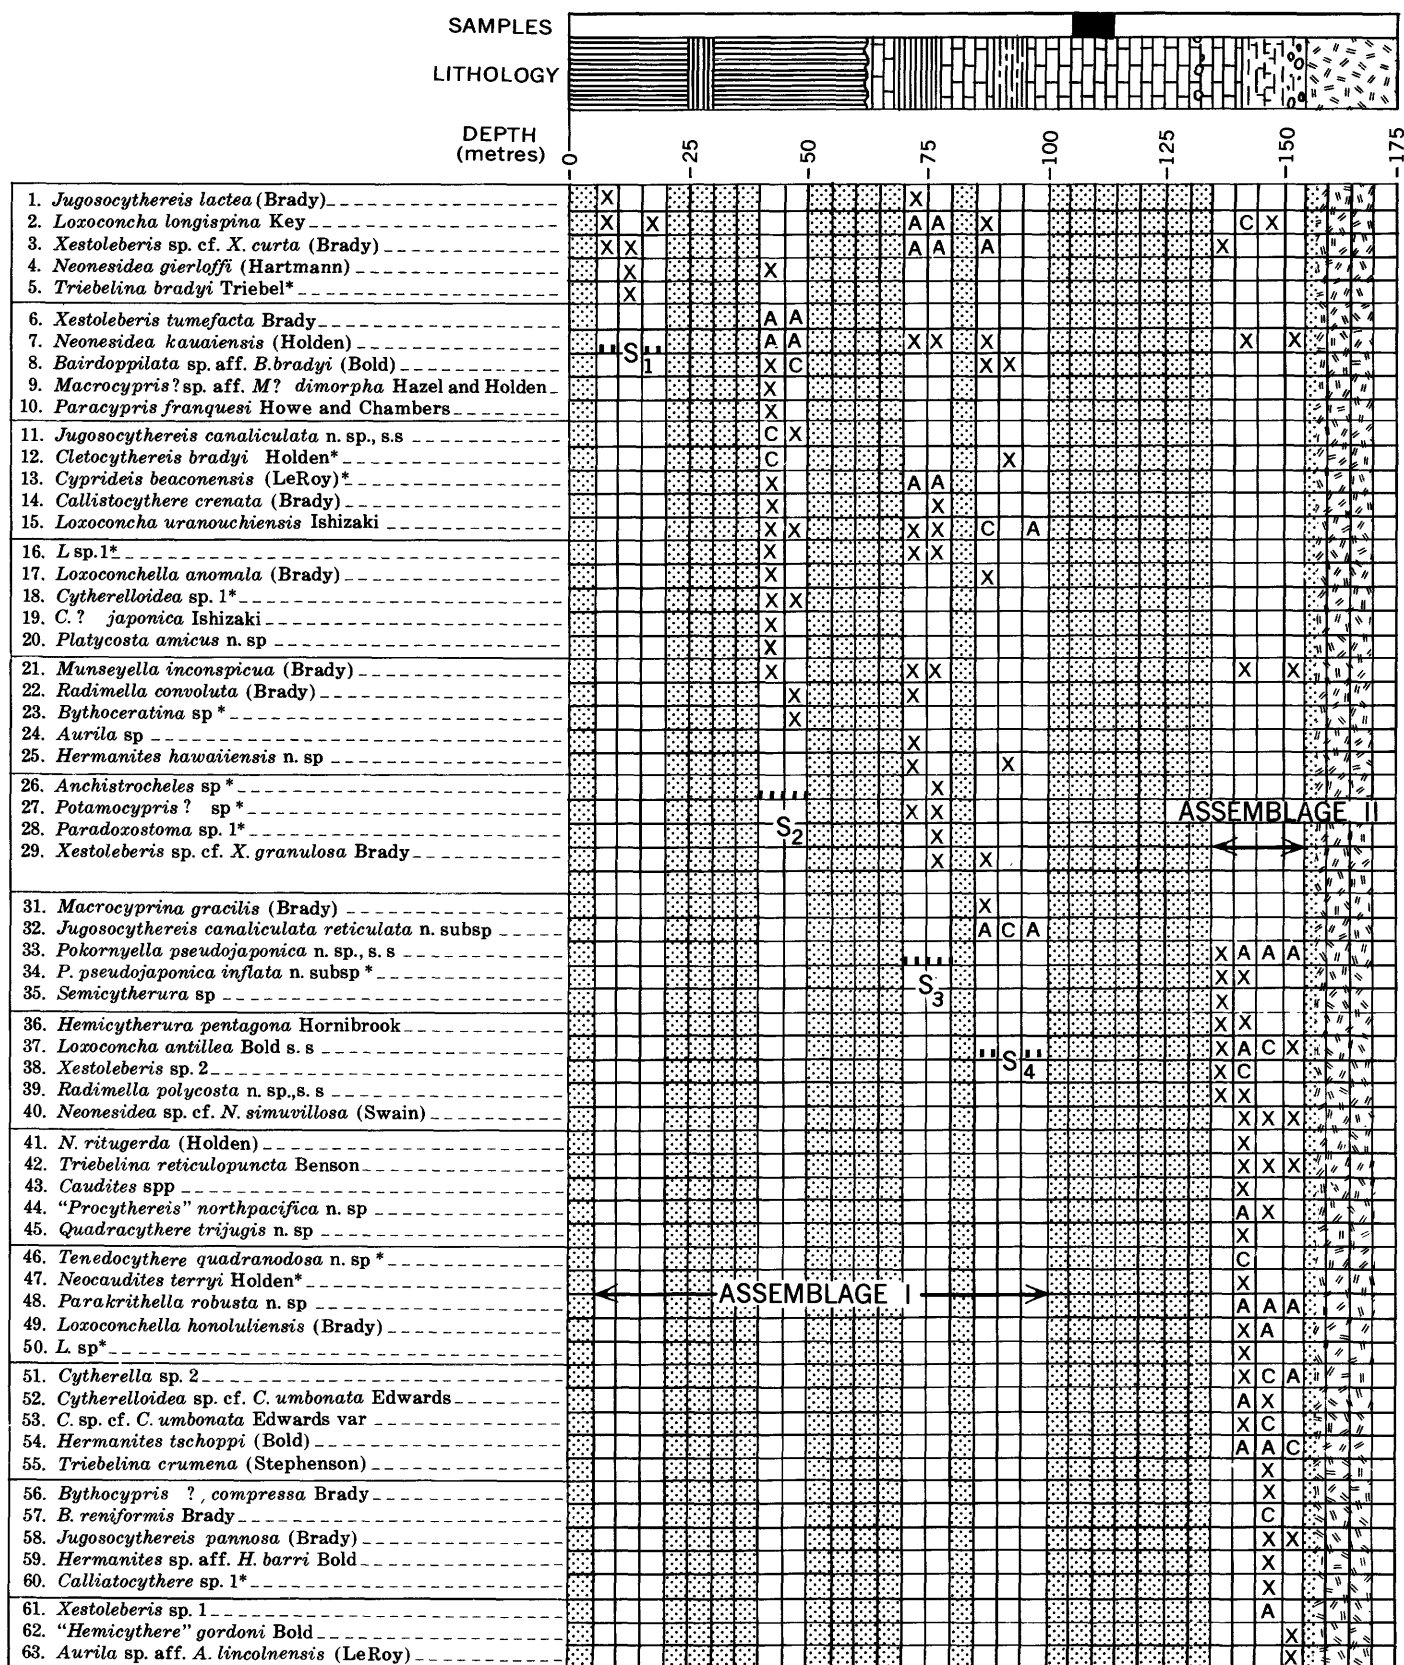 SAMPLES
LITHOLOGY
DEPTH
(metres)
0 25 50 75 100 125 150 175
1. Jugosocythereis lactea (Brady) X X
2. Loxoconcha longispina Key X X A A X C X
3. Xestoleberis sp. cf. X. curta (Brady) X X A A A X
4. Neonesidea gierloffi (Hartmann) X X
5. Triebelina bradyi Triebel* X
6. Xestoleberis tumefacta Brady A A
7. Neonesidea kauaiensis (Holden) A A X X X X X
S1
8. Bairdoppilata sp. aff. B. bradyi (Bold) X C X X
9. Macrocypris? sp. aff. M? dimorpha Hazel and Holden X
10. Paracypris franquesi Howe and Chambers X
11. Jugosocythereis canaliculata n. sp., s.s C X
12. Cletocythereis bradyi Holden* C X
13. Cyprideis beaconensis (LeRoy)* X A A
14. Callistocythere crenata (Brady) X X
15. Loxoconcha uranouchiensis Ishizaki X X X X C A
16. L sp. 1* X X X
17. Loxoconchella anomala (Brady) X X
18. Cytherelloidea sp. 1* X X
19. C. ? japonica Ishizaki X
20. Platycosta amicus n. sp X
21. Munseyella inconspicua (Brady) X X X X X
22. Radimella convoluta (Brady) X X
23. Bythoceratina sp * X
24. Aurila sp X
25. Hermanites hawaiiensis n. sp X X
26. Anchistrocheles sp * X
27. Potamocypris ? sp * X X
ASSEMBLAGE II
S2
28. Paradoxostoma sp. 1* X
29. Xestoleberis sp. cf. X. granulosa Brady X X
31. Macrocyprina gracilis (Brady) X
32. Jugosocythereis canaliculata reticulata n. subsp A C A
33. Pokornyella pseudojaponica n. sp., s. s X A A A
34. P. pseudojaponica inflata n. subsp * X X
S3
35. Semicytherura sp X
36. Hemicytherura pentagona Hornibrook X X
37. Loxoconcha antillea Bold s. s X A C X
S4
38. Xestoleberis sp. 2 X C
39. Radimella polycosta n. sp., s. s X X
40. Neonesidea sp. cf. N. simuvillosa (Swain) X X X
41. N. ritugerda (Holden) X
42. Triebelina reticulopuncta Benson X X X
43. Caudites spp X
44. "Procythereis" northpacifica n. sp A X
45. Quadracythere trijugis n. sp X
46. Tenedocythere quadranodosa n. sp * C
47. Neocaudites terryi Holden* X
ASSEMBLAGE I
48. Parakrithella robusta n. sp A A A
49. Loxoconchella honoluliensis (Brady) X A
50. L. sp* X
51. Cytherella sp. 2 X C A
52. Cytherelloidea sp. cf. C. umbonata Edwards A X
53. C. sp. cf. C. umbonata Edwards var X C
54. Hermanites tschoppi (Bold) A A C
55. Triebelina crumena (Stephenson) X
56. Bythocypris ? , compressa Brady X
57. B. reniformis Brady C
58. Jugosocythereis pannosa (Brady) X X
59. Hermanites sp. aff. H. barri Bold X
60. Calliatocythere sp. 1* X
61. Xestoleberis sp. 1 A
62. "Hemicythere" gordoni Bold X
63. Aurila sp. aff. A. lincolnensis (LeRoy) X